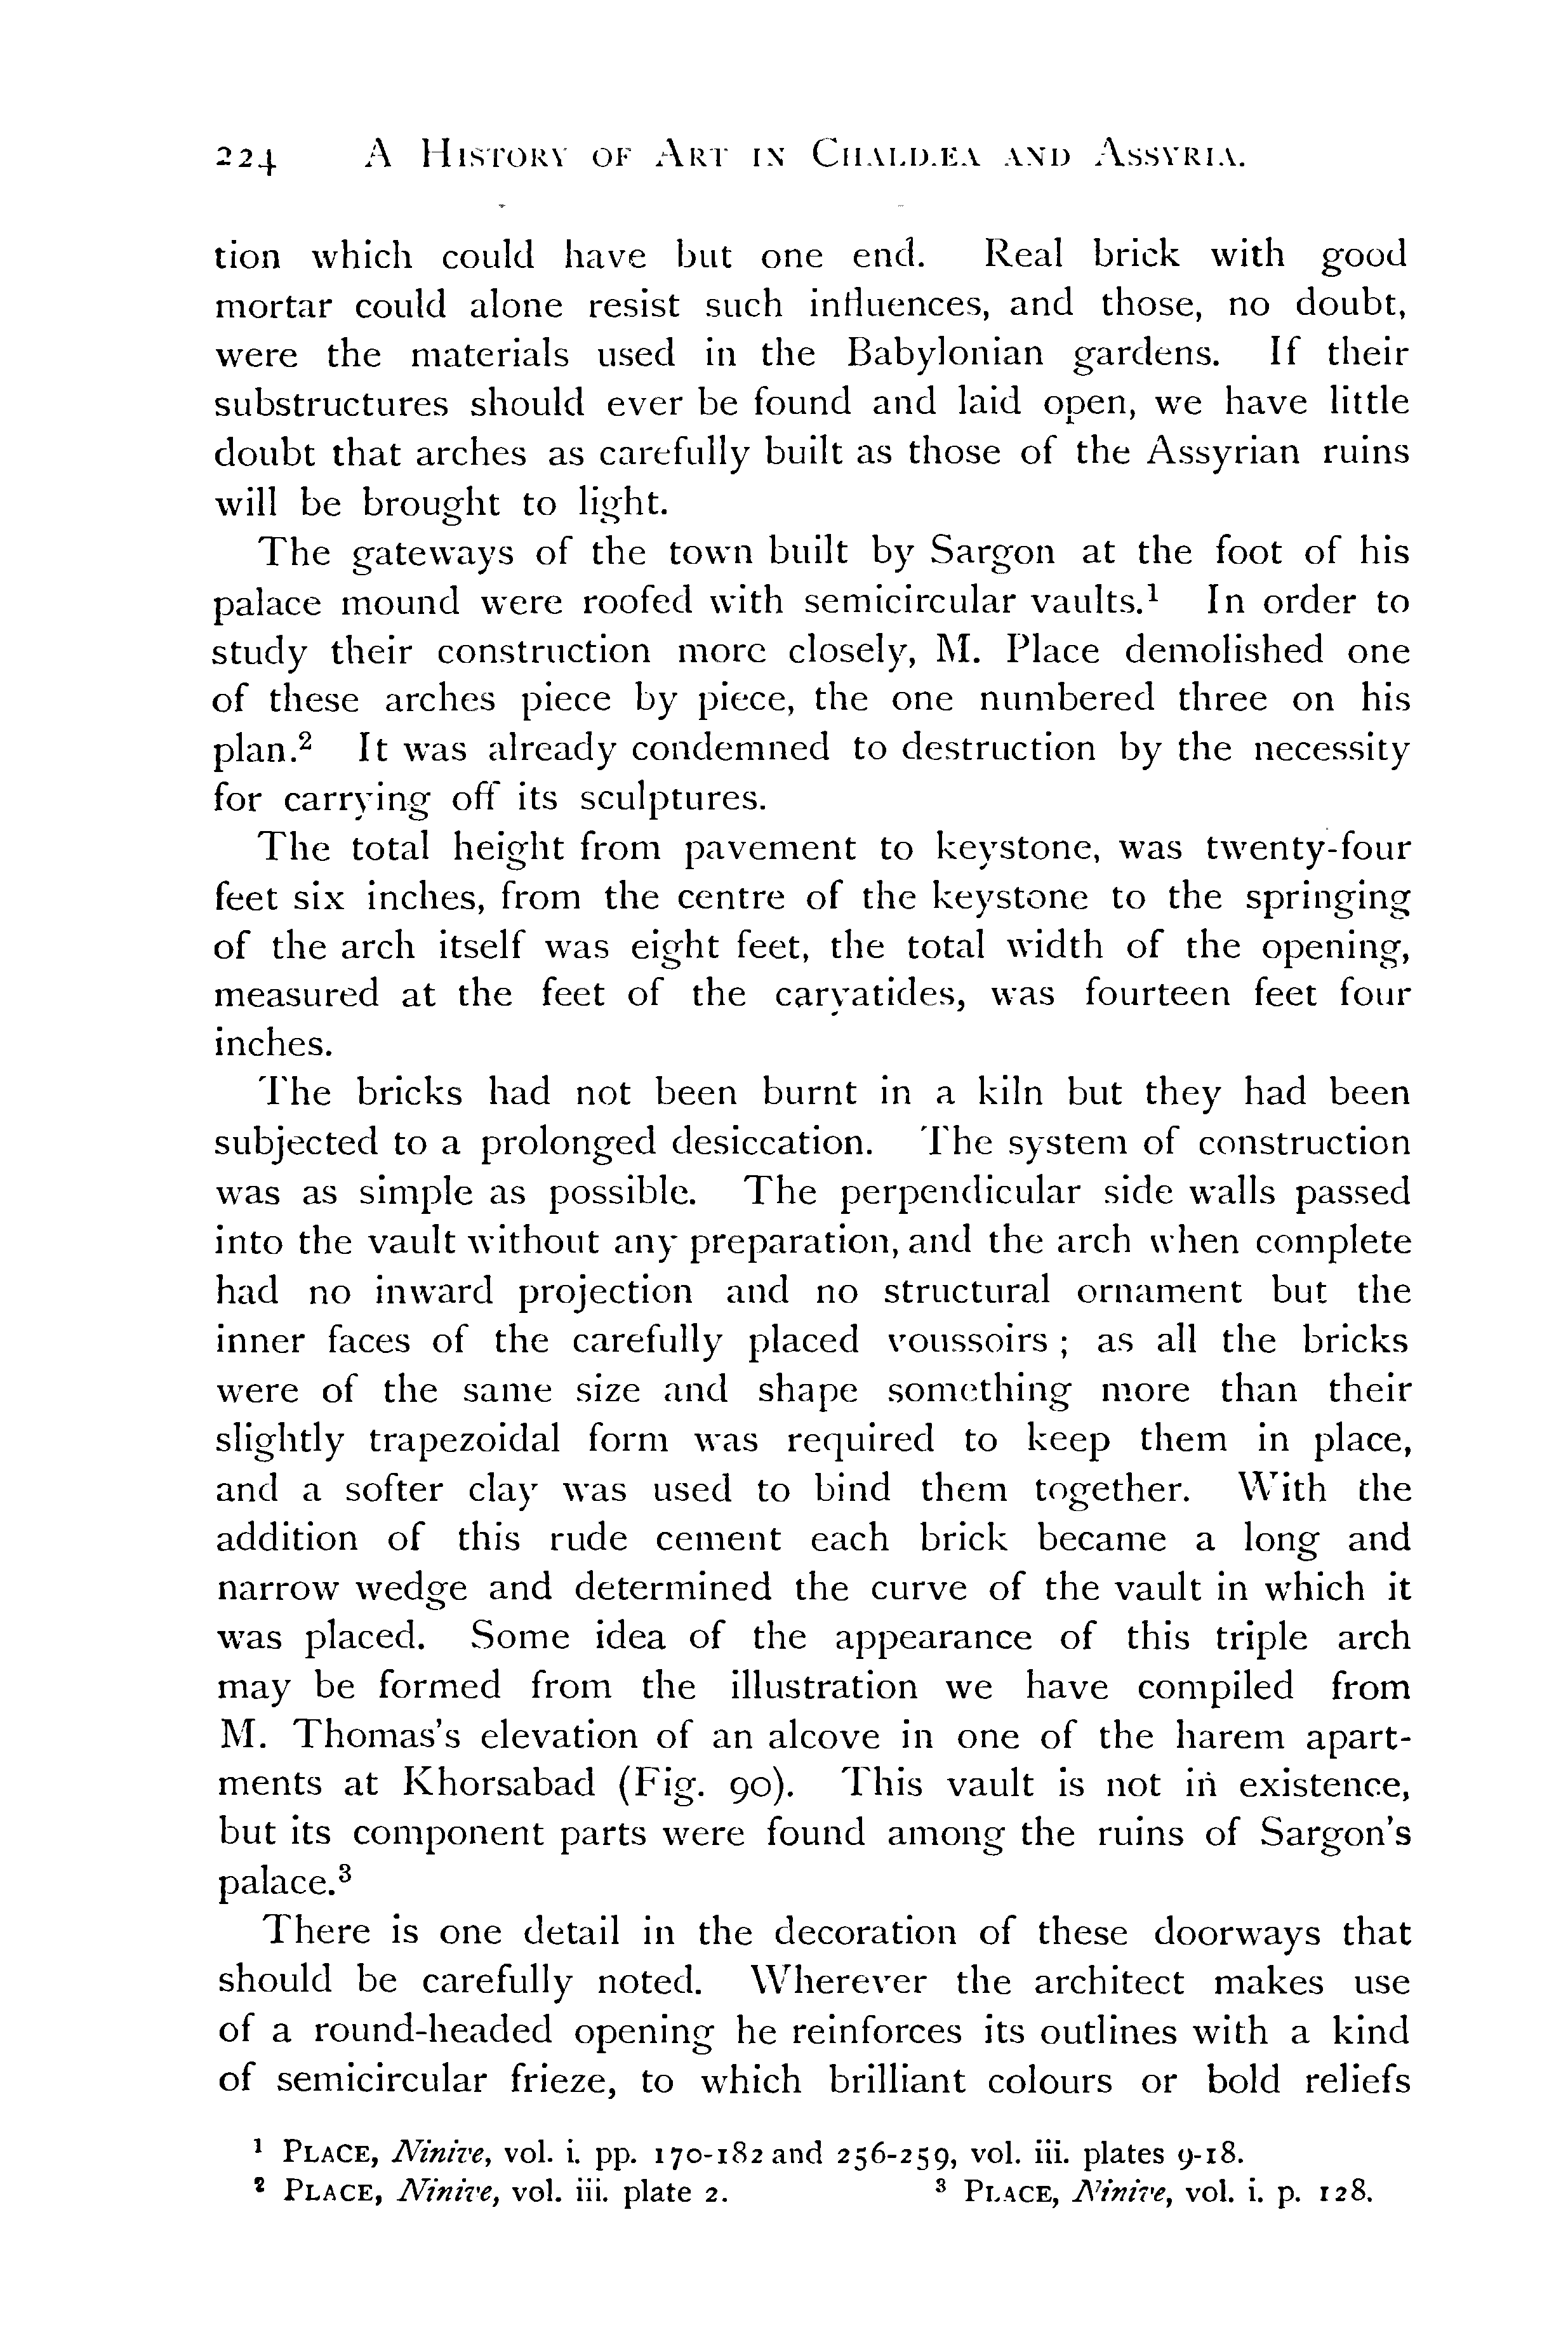 224 A History of Art in Chaldæa and Assyria.
tion which could have but one end. Real brick with good
mortar could alone resist such influences, and those, no doubt,
were the materials used in the Babylonian gardens. If their
substructures should ever be found and laid open, we have little
doubt that arches as carefully built as those of the Assyrian ruins
will be brought to light.
The gateways of the town built by Sargon at the foot of his
palace mound were roofed with semicircular vaults.¹ In order to
study their construction more closely, M. Place demolished one
of these arches piece by piece, the one numbered three on his
plan.² It was already condemned to destruction by the necessity
for carrying off its sculptures.
The total height from pavement to keystone, was twenty-four
feet six inches, from the centre of the keystone to the springing
of the arch itself was eight feet, the total width of the opening,
measured at the feet of the caryatides, was fourteen feet four
inches.
The bricks had not been burnt in a kiln but they had been
subjected to a prolonged desiccation. The system of construction
was as simple as possible. The perpendicular side walls passed
into the vault without any preparation, and the arch when complete
had no inward projection and no structural ornament but the
inner faces of the carefully placed voussoirs ; as all the bricks
were of the same size and shape something more than their
slightly trapezoidal form was required to keep them in place,
and a softer clay was used to bind them together. With the
addition of this rude cement each brick became a long and
narrow wedge and determined the curve of the vault in which it
was placed. Some idea of the appearance of this triple arch
may be formed from the illustration we have compiled from
M. Thomas's elevation of an alcove in one of the harem apart-
ments at Khorsabad (Fig. 90). This vault is not in existence,
but its component parts were found among the ruins of Sargon's
palace.³
There is one detail in the decoration of these doorways that
should be carefully noted. Wherever the architect makes use
of a round-headed opening he reinforces its outlines with a kind
of semicircular frieze, to which brilliant colours or bold reliefs
¹ Place, Ninive, vol. i. pp. 170-182 and 256-259, vol. iii. plates 9-18.
² Place, Ninive, vol. iii. plate 2. ³ Place, Ninive, vol. i. p. 128.